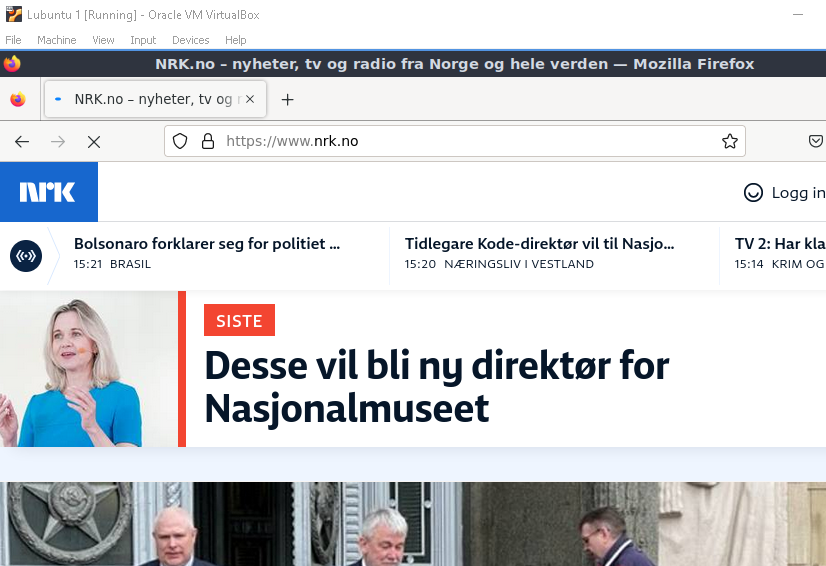 Lubuntu 1 [Running] - Oracle VM VirtualBox
File Machine View Input Devices Help
NRK.no – nyheter, tv og radio fra Norge og hele verden — Mozilla Firefox
NRK.no – nyheter, tv og r
https://www.nrk.no
NRK
Logg in
Bolsonaro forklarer seg for politiet ...
15:21 BRASIL
Tidlegare Kode-direktør vil til Nasjo...
15:20 NÆRINGSLIV I VESTLAND
TV 2: Har kla
15:14 KRIM OG
SISTE
Desse vil bli ny direktør for
Nasjonalmuseet